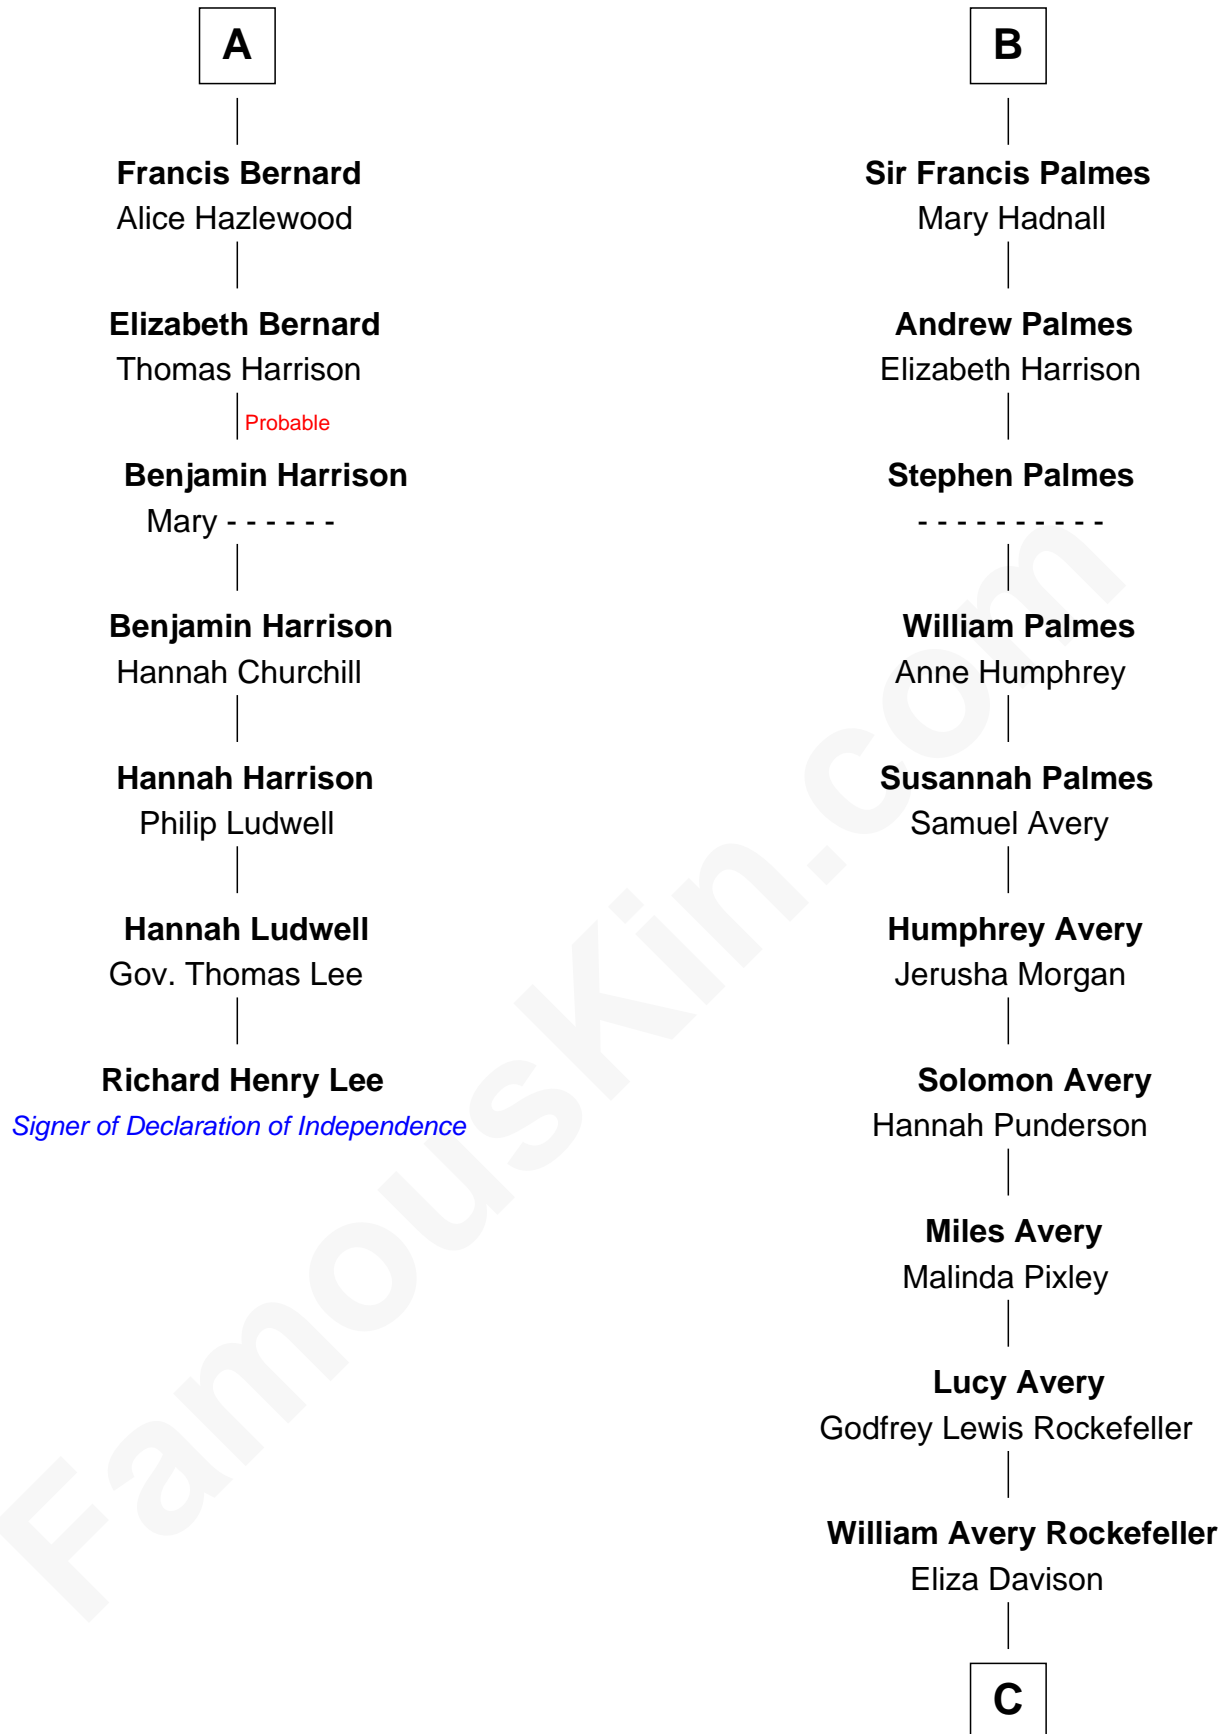 A
Francis Bernard
Alice Hazlewood
Elizabeth Bernard
Thomas Harrison
Probable
Benjamin Harrison
Mary - - - - - -
Benjamin Harrison
Hannah Churchill
Hannah Harrison
Philip Ludwell
Hannah Ludwell
Gov. Thomas Lee
Richard Henry Lee
Signer of Declaration of Independence
B
Sir Francis Palmes
Mary Hadnall
Andrew Palmes
Elizabeth Harrison
Stephen Palmes
- - - - - - - - - -
William Palmes
Anne Humphrey
Susannah Palmes
Samuel Avery
Humphrey Avery
Jerusha Morgan
Solomon Avery
Hannah Punderson
Miles Avery
Malinda Pixley
Lucy Avery
Godfrey Lewis Rockefeller
William Avery Rockefeller
Eliza Davison
C
FamousKin.com